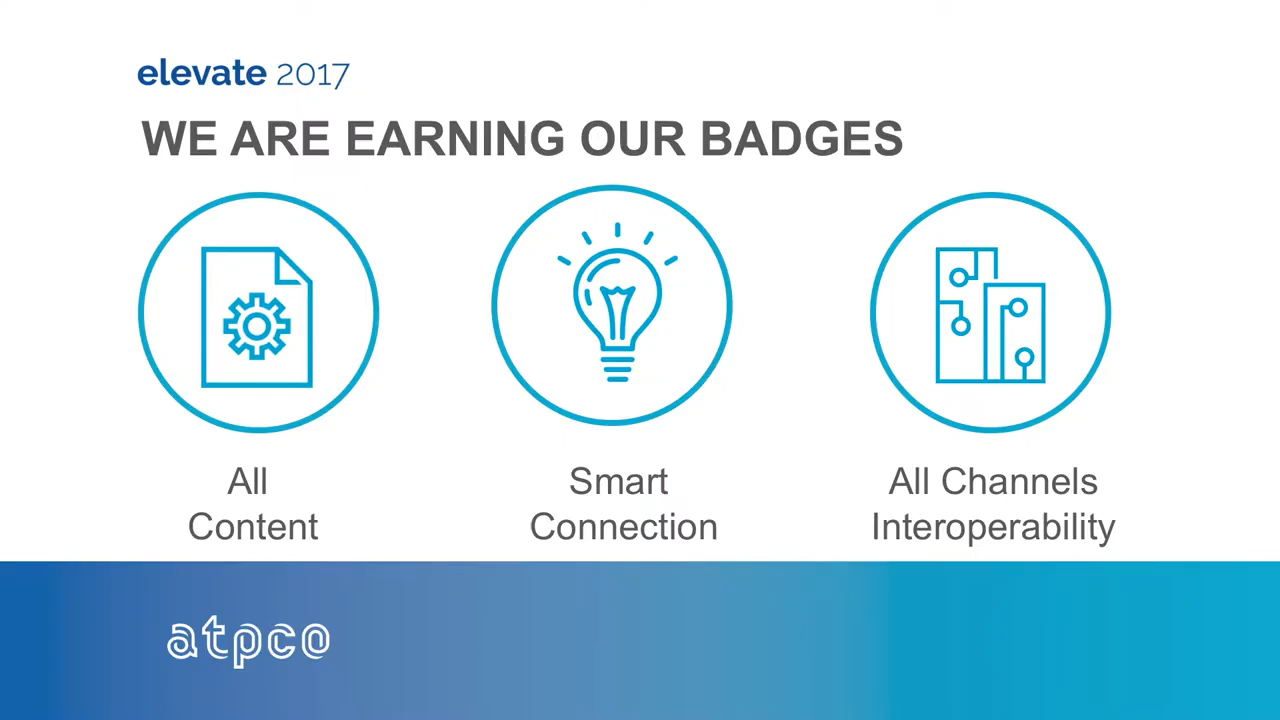 elevate 2017
WE ARE EARNING OUR BADGES
All
Content
Smart
Connection
All Channels
Interoperability
atpco